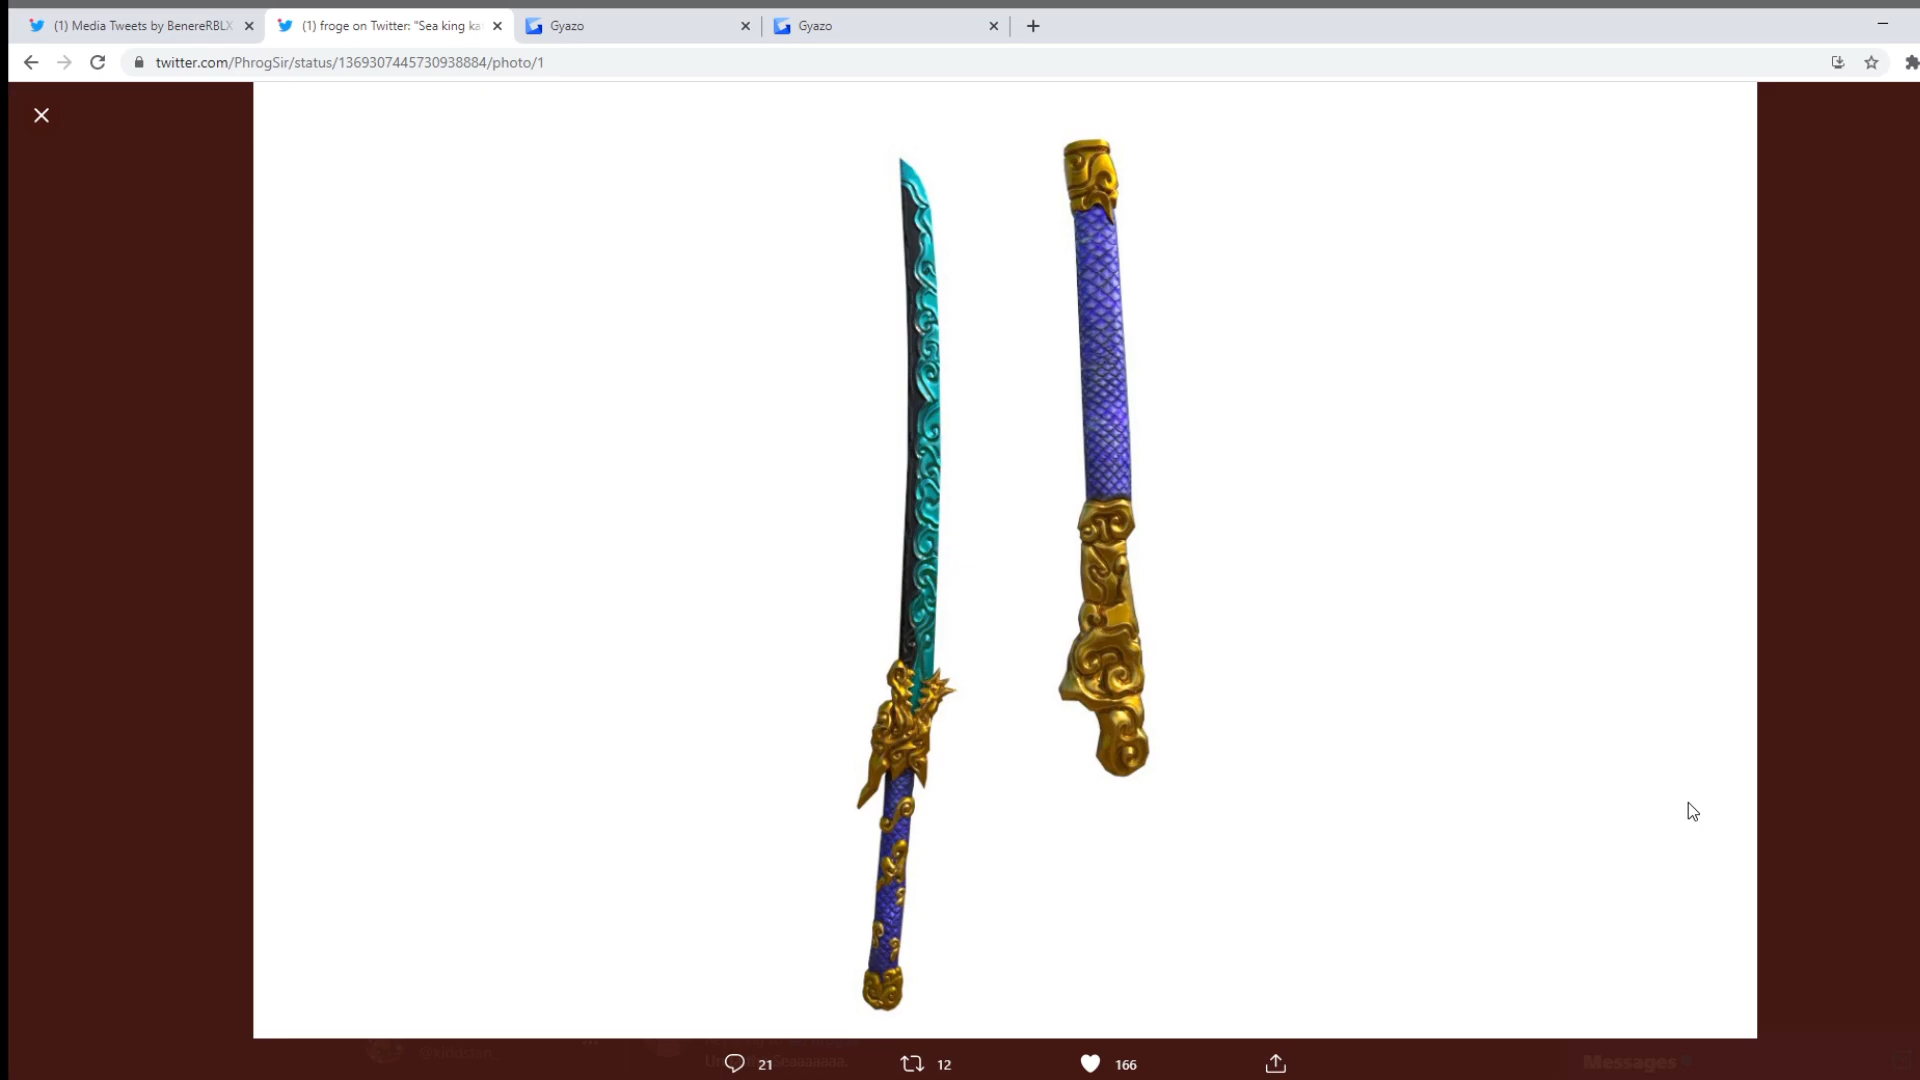 (1) Media Tweets by BenereRBLX
(1) froge on Twitter: "Sea king ka
Gyazo
Gyazo
twitter.com/PhrogSir/status/1369307445730938884/photo/1
21
12
166
Messages